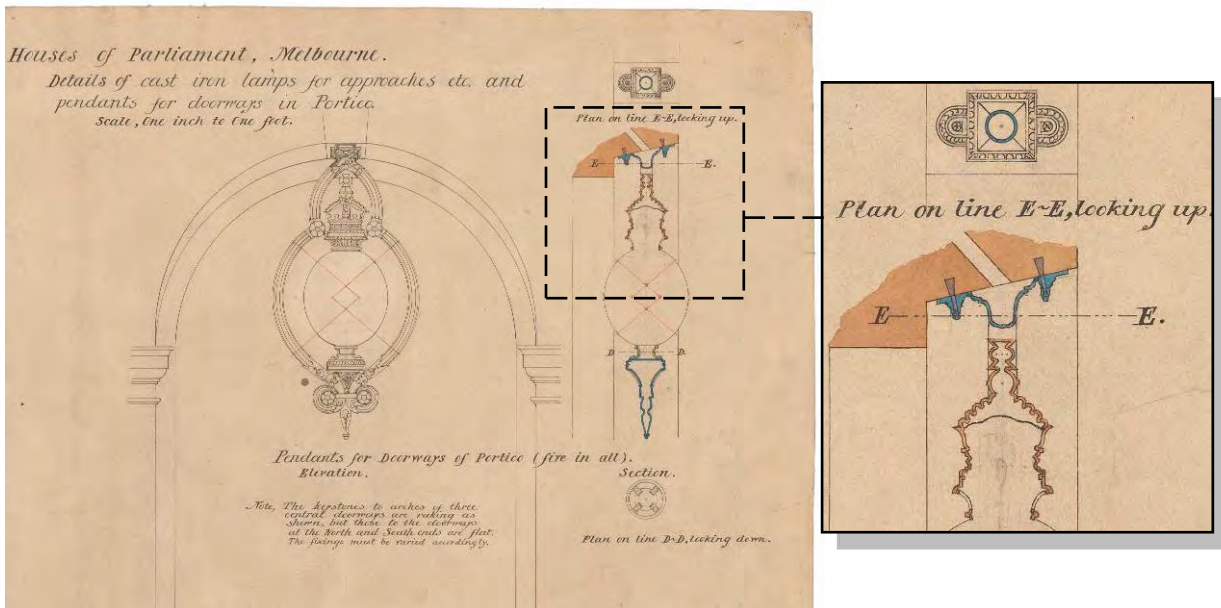 Houses of Parliament, Melbourne.
Details of cast iron lamps for approaches etc. and
pendants for doorways in Portico.
Scale, One inch to One foot.
Plan on line E-E, looking up.
E
E.
D
D.
Pendants for Doorways of Portico (five in all).
Elevation.
Section.
Note, The keystones to arches of three
central doorways are raking as
shewn, but those to the doorways
at the North and South ends are flat.
The fixings must be varied accordingly.
Plan on line D-D, looking down.
Plan on line E-E, looking up.
E
E.